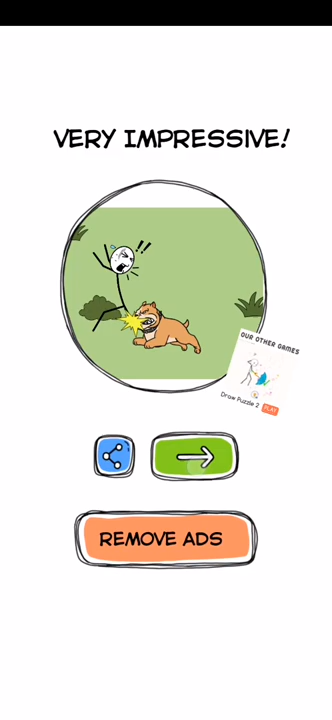 VERY IMPRESSIVE!
!!
OUR OTHER GAMES
Draw Puzzle 2
PLAY
REMOVE ADS